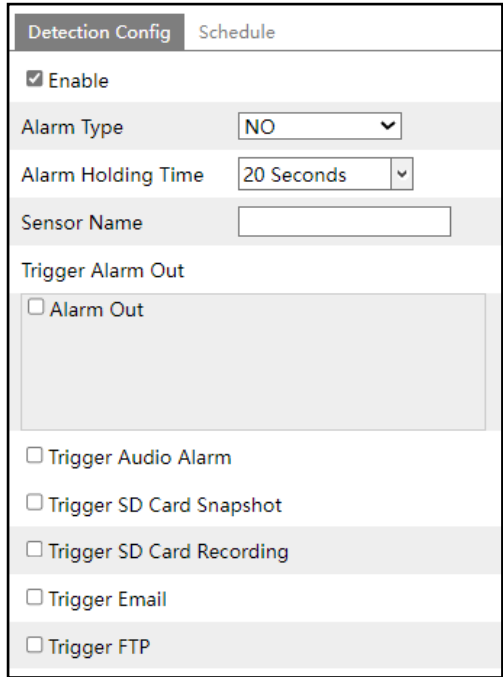 Detection Config Schedule
Enable
Alarm Type NO
Alarm Holding Time 20 Seconds
Sensor Name
Trigger Alarm Out
Alarm Out
Trigger Audio Alarm
Trigger SD Card Snapshot
Trigger SD Card Recording
Trigger Email
Trigger FTP